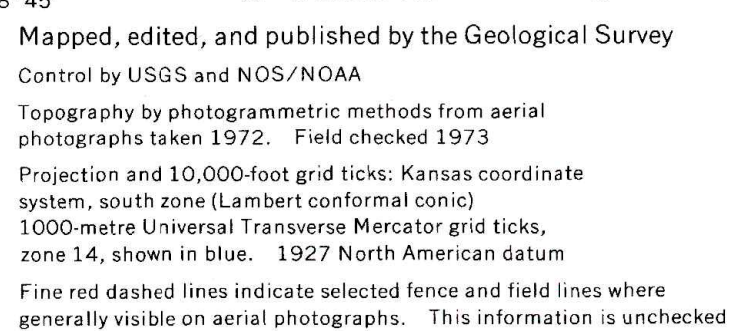 45
Mapped, edited, and published by the Geological Survey
Control by USGS and NOS/NOAA
Topography by photogrammetric methods from aerial
photographs taken 1972. Field checked 1973
Projection and 10,000-foot grid ticks: Kansas coordinate
system, south zone (Lambert conformal conic)
1000-metre Universal Transverse Mercator grid ticks,
zone 14, shown in blue. 1927 North American datum
Fine red dashed lines indicate selected fence and field lines where
generally visible on aerial photographs. This information is unchecked